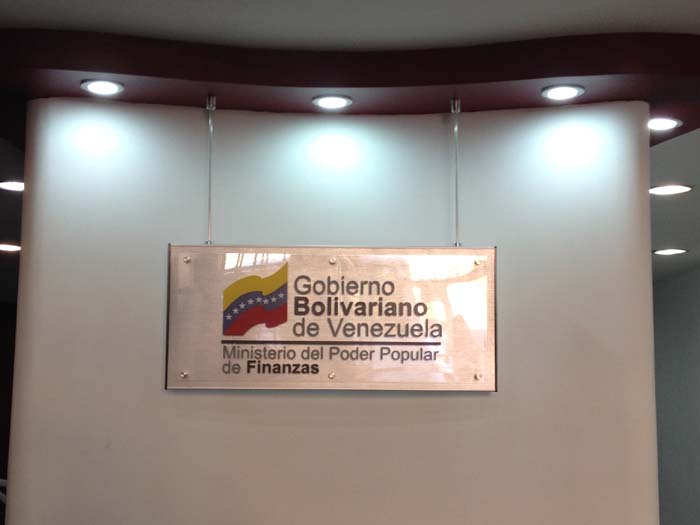 Gobierno
Bolivariano
de Venezuela
Ministerio del Poder Popular
de Finanzas